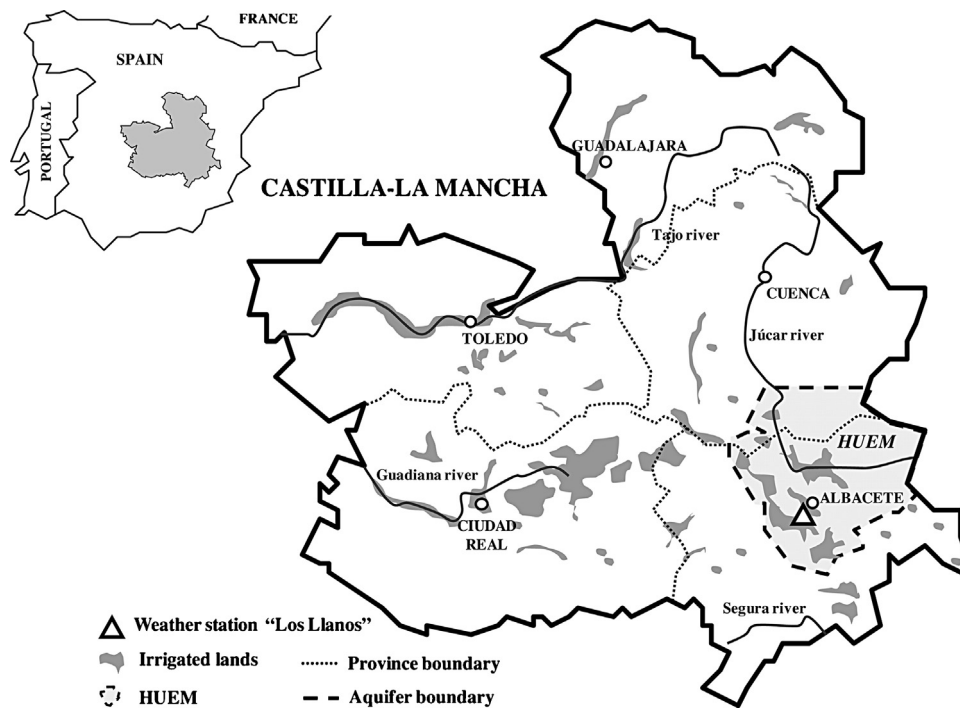 FRANCE
SPAIN
PORTUGAL
CASTILLA-LA MANCHA
GUADALAJARA
Tajo river
CUENCA
TOLEDO
Júcar river
HUEM
Guadiana river
ALBACETE
CIUDAD
REAL
Segura river
Weather station “Los Llanos”
Irrigated lands
Province boundary
HUEM
Aquifer boundary